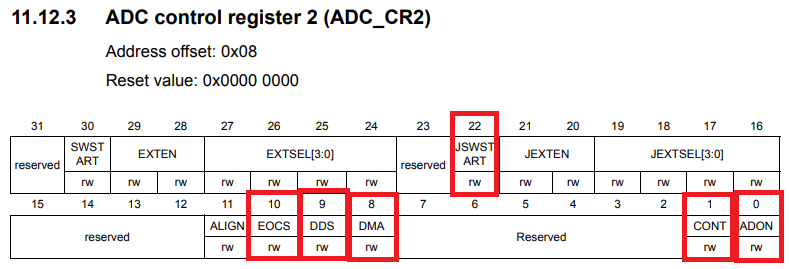 11.12.3 ADC control register 2 (ADC_CR2)
Address offset: 0x08
Reset value: 0x0000 0000
31 30 29 28 27 26 25 24 23 22 21 20 19 18 17 16
reserved SWST ART EXTEN EXTSEL[3:0] reserved JSWST ART JEXTEN JEXTSEL[3:0]
rw rw rw rw rw rw rw rw rw rw rw rw rw rw
15 14 13 12 11 10 9 8 7 6 5 4 3 2 1 0
reserved ALIGN EOCS DDS DMA Reserved CONT ADON
rw rw rw rw rw rw